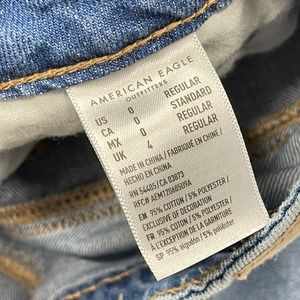 AMERICAN EAGLE
OUTFITTERS
US 0 REGULAR
CA 0 STANDARD
MX 0 REGULAR
UK 4 REGULAR
MADE IN CHINA / FABRIQUÉ EN CHINE /
HECHO EN CHINA
RN 54485/CA 03873
RFC# AEM120405D9A
EN 95% COTTON / 5% POLYESTER /
EXCLUSIVE OF DECORATION
FR 95% COTON / 5% POLYESTER /
À L'EXCEPTION DE LA GARNITURE
SP 95% algodón / 5% polyester